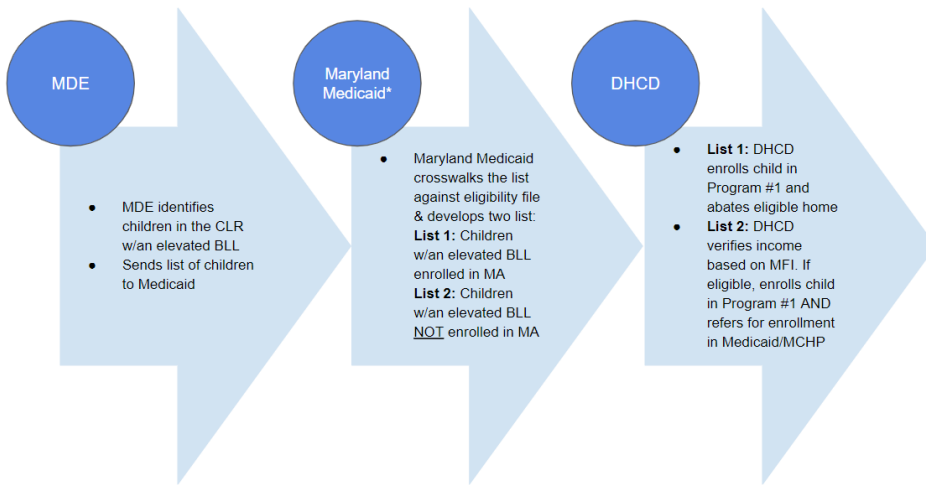 MDE
● MDE identifies
children in the CLR
w/an elevated BLL
● Sends list of children
to Medicaid
Maryland
Medicaid*
● Maryland Medicaid
crosswalks the list
against eligibility file
& develops two list:
List 1: Children
w/an elevated BLL
enrolled in MA
List 2: Children
w/an elevated BLL
NOT enrolled in MA
DHCD
● List 1: DHCD
enrolls child in
Program #1 and
abates eligible home
● List 2: DHCD
verifies income
based on MFI. If
eligible, enrolls child
in Program #1 AND
refers for enrollment
in Medicaid/MCHP